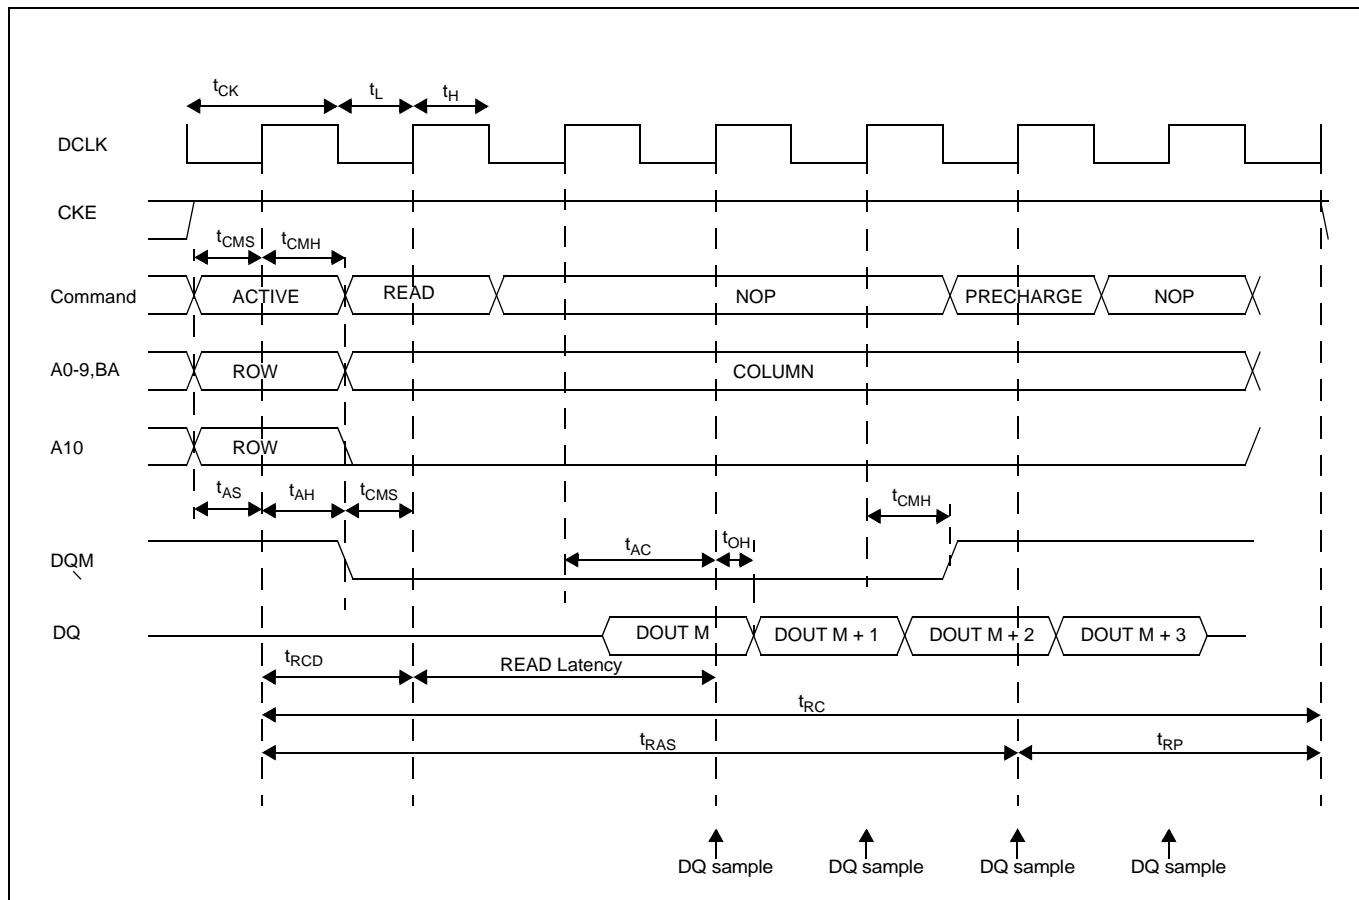 tCK
tL
tH
DCLK
CKE
tCMS
tCMH
Command
ACTIVE
READ
NOP
PRECHARGE
NOP
A0-9,BA
ROW
COLUMN
A10
ROW
tAS
tAH
tCMS
tCMH
tAC
tOH
DQM
DQ
DOUT M
DOUT M + 1
DOUT M + 2
DOUT M + 3
tRCD
READ Latency
tRC
tRAS
tRP
DQ sample
DQ sample
DQ sample
DQ sample